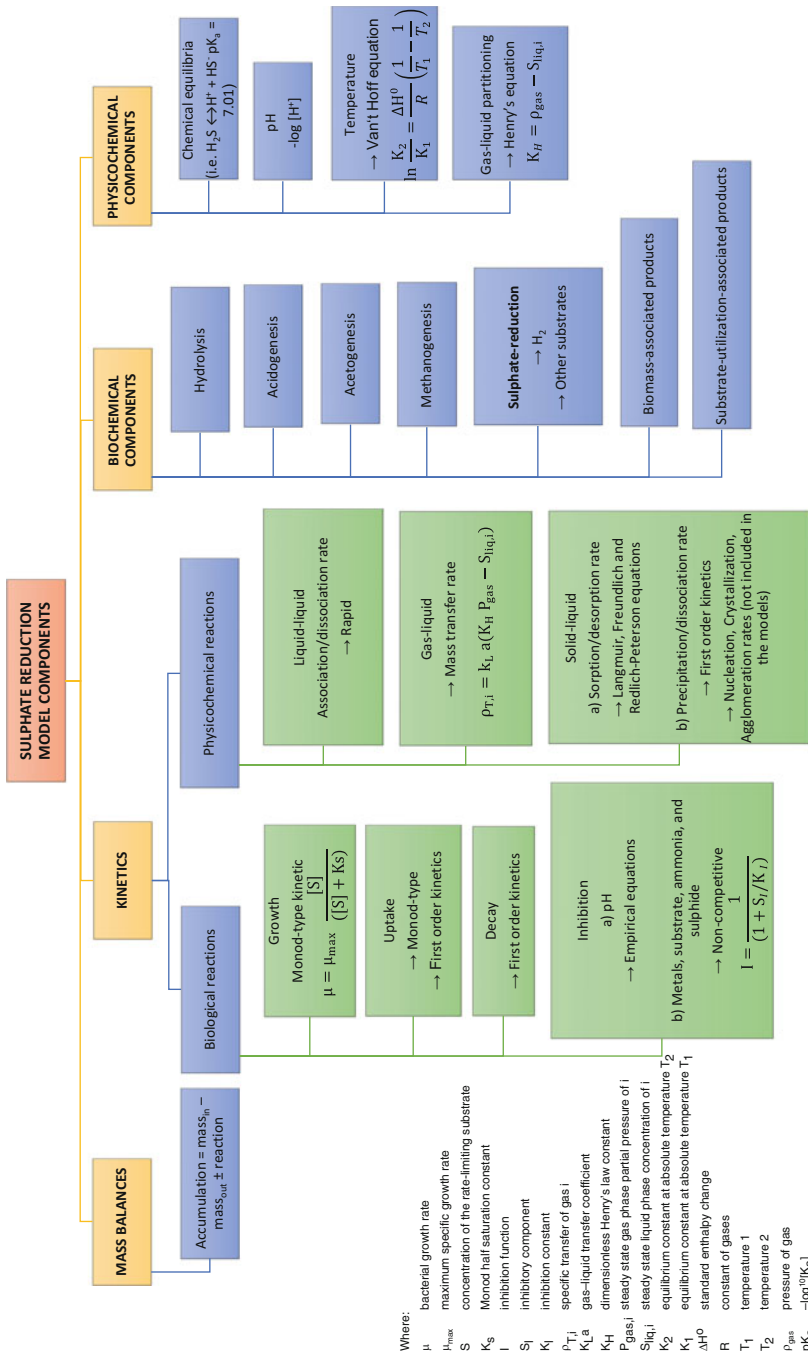 SULPHATE REDUCTION
MODEL COMPONENTS
MASS BALANCES
Accumulation = mass_in −
mass_out ± reaction
KINETICS
Biological reactions
Growth
Monod-type kinetic
μ = μ_max [S] / ([S] + Ks)
Uptake
→ Monod-type
→ First order kinetics
Decay
→ First order kinetics
Inhibition
a) pH
→ Empirical equations
b) Metals, substrate, ammonia, and
sulphide
→ Non-competitive
I = 1 / (1 + S_I/K_I)
Physicochemical reactions
Liquid-liquid
Association/dissociation rate
→ Rapid
Gas-liquid
→ Mass transfer rate
ρ_T,i = k_L a(K_H P_gas − S_liq,i)
Solid-liquid
a) Sorption/desorption rate
→ Langmuir, Freundlich and
Redlich-Peterson equations
b) Precipitation/dissociation rate
→ First order kinetics
→ Nucleation, Crystallization,
Agglomeration rates (not included in
the models)
BIOCHEMICAL
COMPONENTS
Hydrolysis
Acidogenesis
Acetogenesis
Methanogenesis
Sulphate-reduction
→ H₂
→ Other substrates
Biomass-associated products
Substrate-utilization-associated products
PHYSICOCHEMICAL
COMPONENTS
Chemical equilibria
(i.e. H₂S ↔H⁺ + HS⁻ pK_a =
7.01)
pH
-log [H⁺]
Temperature
→ Van't Hoff equation
ln K₂/K₁ = ΔH⁰/R (1/T₁ − 1/T₂)
Gas-liquid partitioning
→ Henry's equation
K_H = ρ_gas − S_liq,i
Where:
μ bacterial growth rate
μ_max maximum specific growth rate
S concentration of the rate-limiting substrate
K_S Monod half saturation constant
I inhibition function
S_I inhibitory component
K_I inhibition constant
ρ_T,i specific transfer of gas i
K_La gas–liquid transfer coefficient
K_H dimensionless Henry's law constant
P_gas,i steady state gas phase partial pressure of i
S_liq,i steady state liquid phase concentration of i
K₂ equilibrium constant at absolute temperature T₂
K₁ equilibrium constant at absolute temperature T₁
ΔH⁰ standard enthalpy change
R constant of gases
T₁ temperature 1
T₂ temperature 2
ρ_gas pressure of gas
pK_a −log¹⁰[K_a]